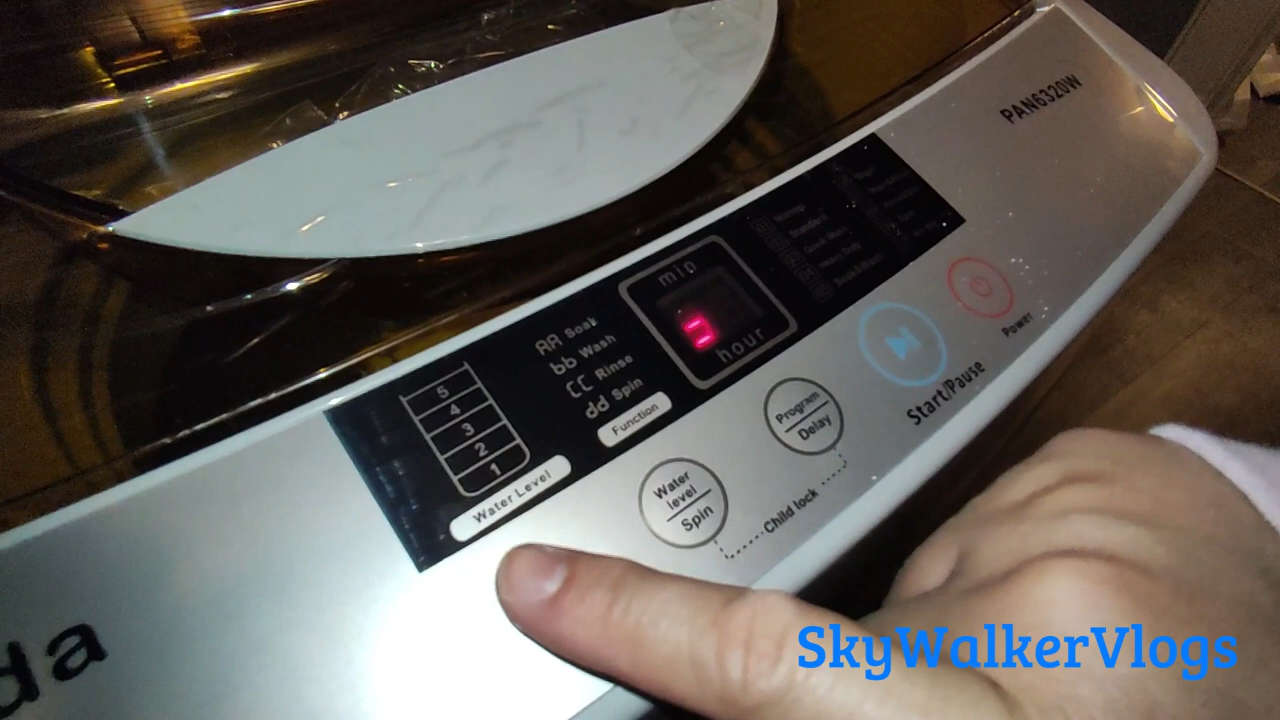 PAN6320W
min
hour
AA Soak
bb Wash
CC Rinse
dd Spin
Function
5
4
3
2
1
Water Level
Water
level
Spin
Program
Delay
Child lock
Start/Pause
Power
da
SkyWalkerVlogs